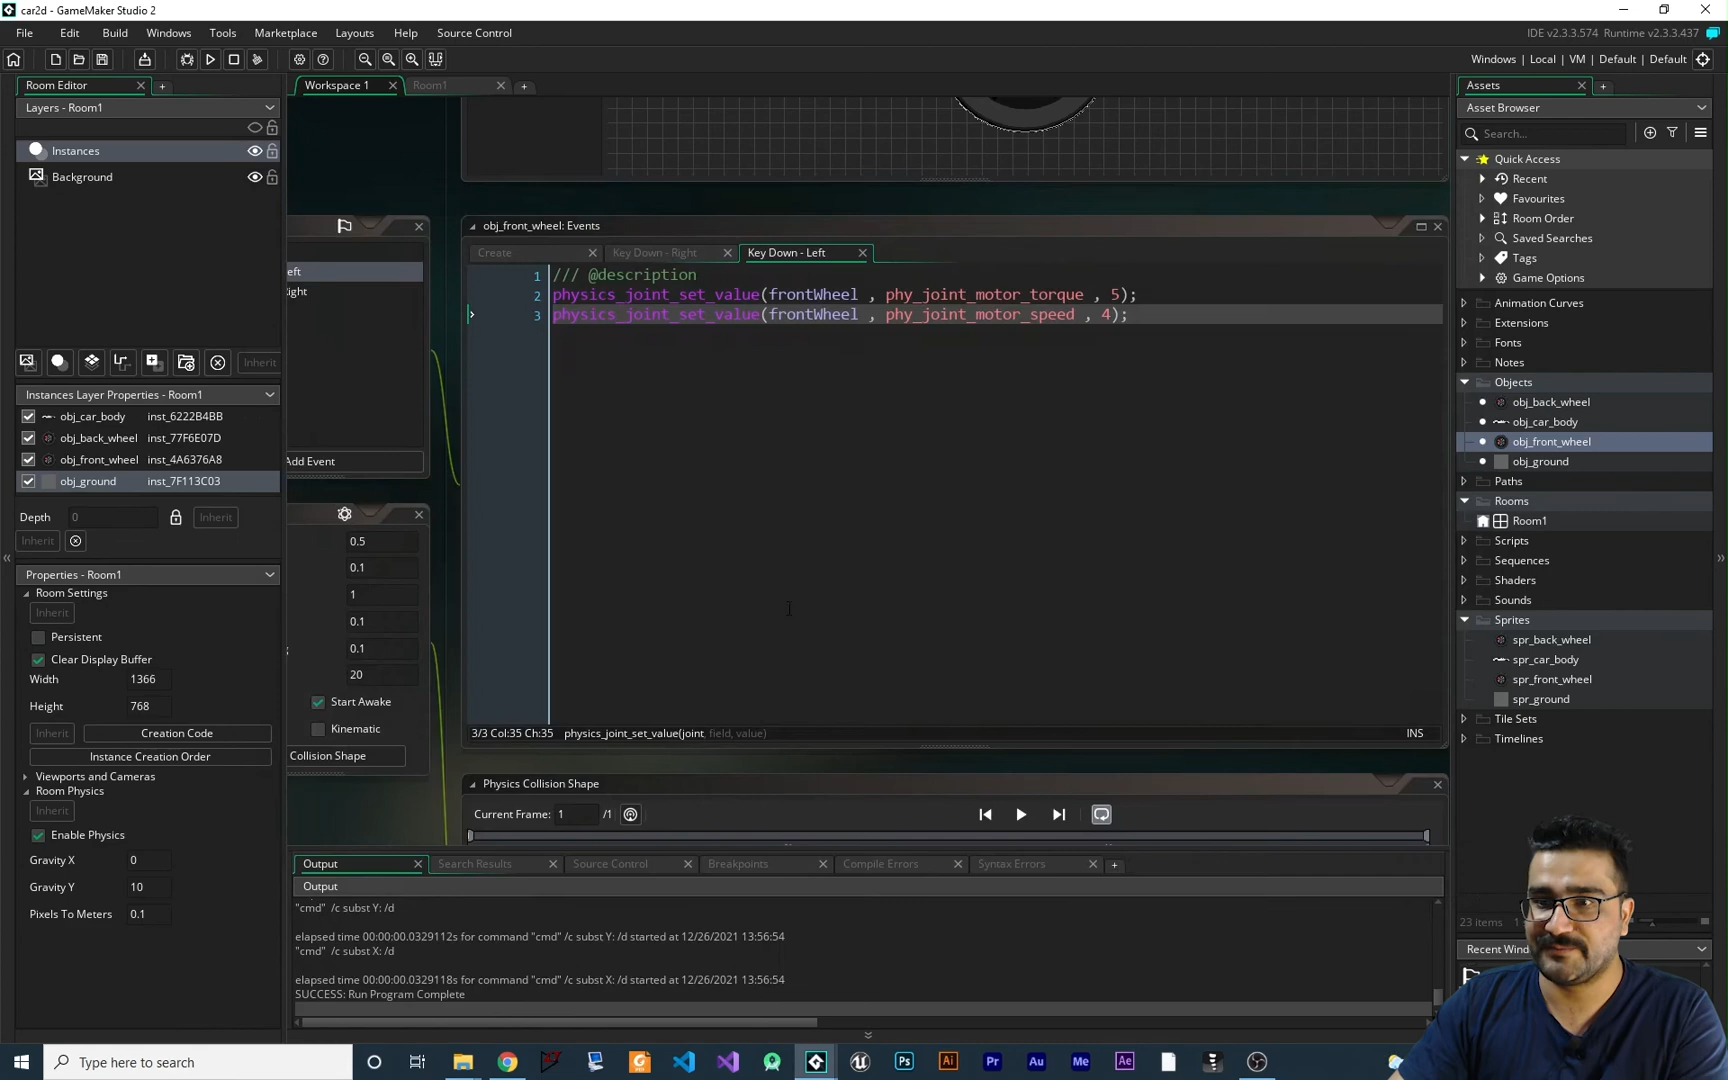 car2d - GameMaker Studio 2
File Edit Build Windows Tools Marketplace Layouts Help Source Control
IDE v2.3.3.574 Runtime v2.3.3.437
Windows | Local | VM | Default | Default
Room Editor
Workspace 1
Room1
Assets
Layers - Room1
Asset Browser
Search...
Instances
Background
Quick Access
Recent
Favourites
Room Order
Saved Searches
Tags
Game Options
Animation Curves
Extensions
Fonts
Notes
Objects
obj_back_wheel
obj_car_body
obj_front_wheel
obj_ground
Paths
Rooms
Room1
Scripts
Sequences
Shaders
Sounds
Sprites
spr_back_wheel
spr_car_body
spr_front_wheel
spr_ground
Tile Sets
Timelines
23 items
obj_front_wheel: Events
Create
Key Down - Right
Key Down - Left
1 /// @description
2 physics_joint_set_value(frontWheel , phy_joint_motor_torque , 5);
3 physics_joint_set_value(frontWheel , phy_joint_motor_speed , 4);
3/3 Col:35 Ch:35 physics_joint_set_value(joint, field, value)
INS
eft
ight
Add Event
Inherit
Instances Layer Properties - Room1
obj_car_body inst_6222B4BB
obj_back_wheel inst_77F6E07D
obj_front_wheel inst_4A6376A8
obj_ground inst_7F113C03
Depth 0 Inherit
Inherit
0.5
0.1
1
0.1
0.1
20
Start Awake
Kinematic
Collision Shape
Properties - Room1
Room Settings
Inherit
Persistent
Clear Display Buffer
Width 1366
Height 768
Inherit Creation Code
Instance Creation Order
Viewports and Cameras
Room Physics
Inherit
Enable Physics
Gravity X 0
Gravity Y 10
Pixels To Meters 0.1
Physics Collision Shape
Current Frame: 1 /1
Output
Search Results
Source Control
Breakpoints
Compile Errors
Syntax Errors
Output
"cmd" /c subst Y: /d
elapsed time 00:00:00.0329112s for command "cmd" /c subst Y: /d started at 12/26/2021 13:56:54
"cmd" /c subst X: /d
elapsed time 00:00:00.0329118s for command "cmd" /c subst X: /d started at 12/26/2021 13:56:54
SUCCESS: Run Program Complete
Recent Wind
Type here to search
Ps
Ai
Pr
Au
Me
Ae